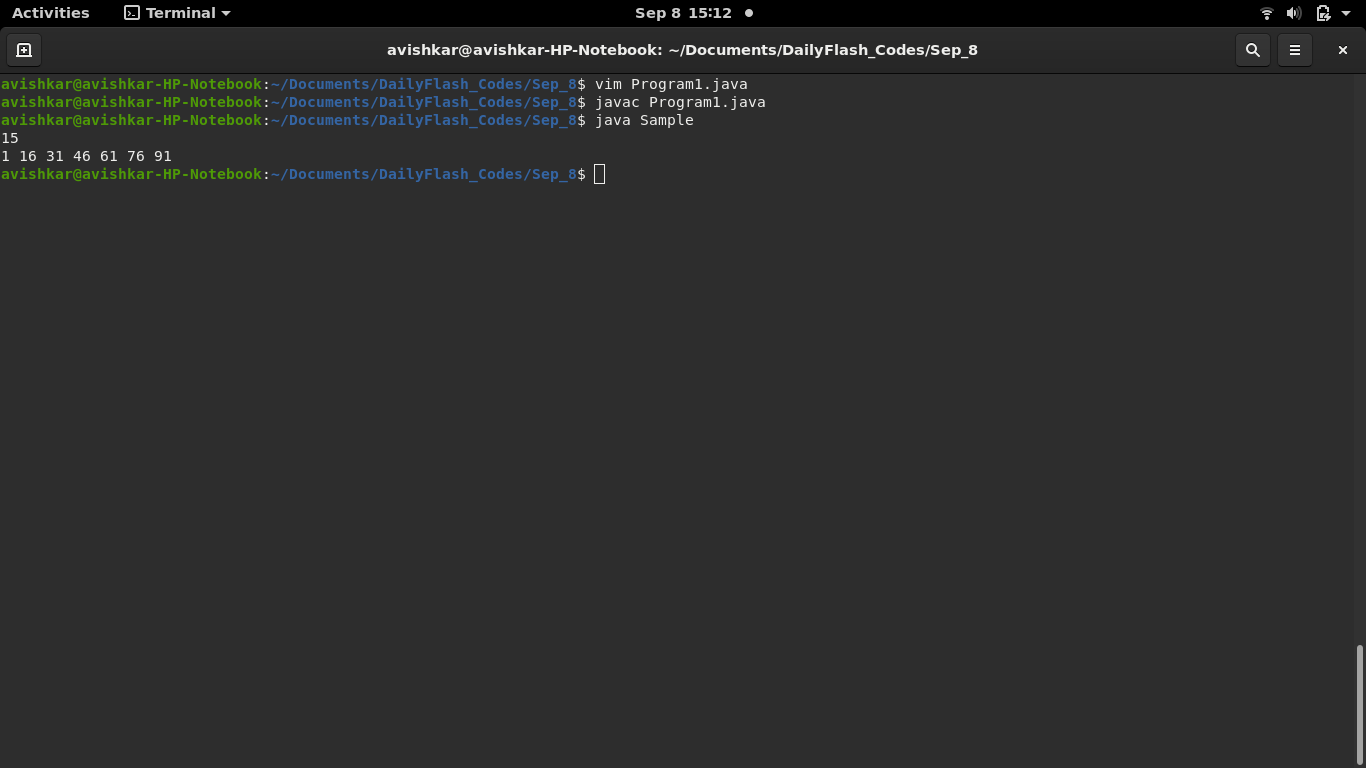 Activities Terminal Sep 8 15:12
avishkar@avishkar-HP-Notebook: ~/Documents/DailyFlash_Codes/Sep_8
avishkar@avishkar-HP-Notebook:~/Documents/DailyFlash_Codes/Sep_8$ vim Program1.java
avishkar@avishkar-HP-Notebook:~/Documents/DailyFlash_Codes/Sep_8$ javac Program1.java
avishkar@avishkar-HP-Notebook:~/Documents/DailyFlash_Codes/Sep_8$ java Sample
15
1 16 31 46 61 76 91
avishkar@avishkar-HP-Notebook:~/Documents/DailyFlash_Codes/Sep_8$